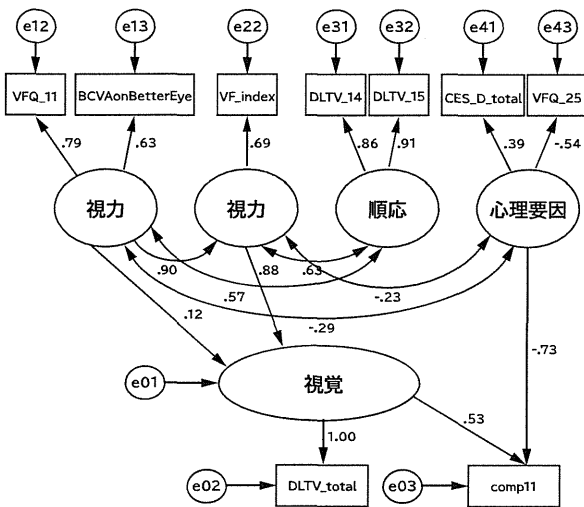 e12 e13 e22 e31 e32 e41 e43
VFQ_11 BCVAonBetterEye VF_index DLTV_14 DLTV_15 CES_D_total VFQ_25
.79 .63 .69 .86 .91 .39 -.54
視力 視力 順応 心理要因
.90 .88 .63
.57 -.23
.12 -.29
-.73
e01 視覚
.53
1.00
e02 DLTV_total e03 comp11